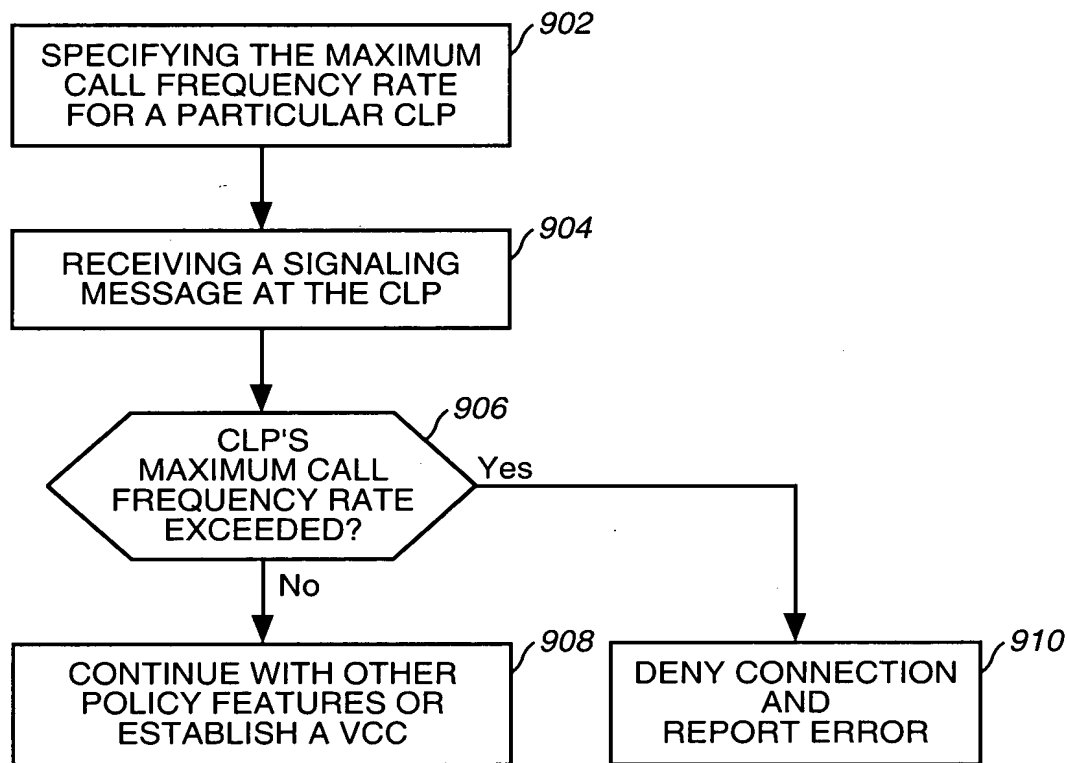 902
SPECIFYING THE MAXIMUM
CALL FREQUENCY RATE
FOR A PARTICULAR CLP
904
RECEIVING A SIGNALING
MESSAGE AT THE CLP
906
CLP'S
MAXIMUM CALL
FREQUENCY RATE
EXCEEDED?
Yes
No
908
CONTINUE WITH OTHER
POLICY FEATURES OR
ESTABLISH A VCC
910
DENY CONNECTION
AND
REPORT ERROR